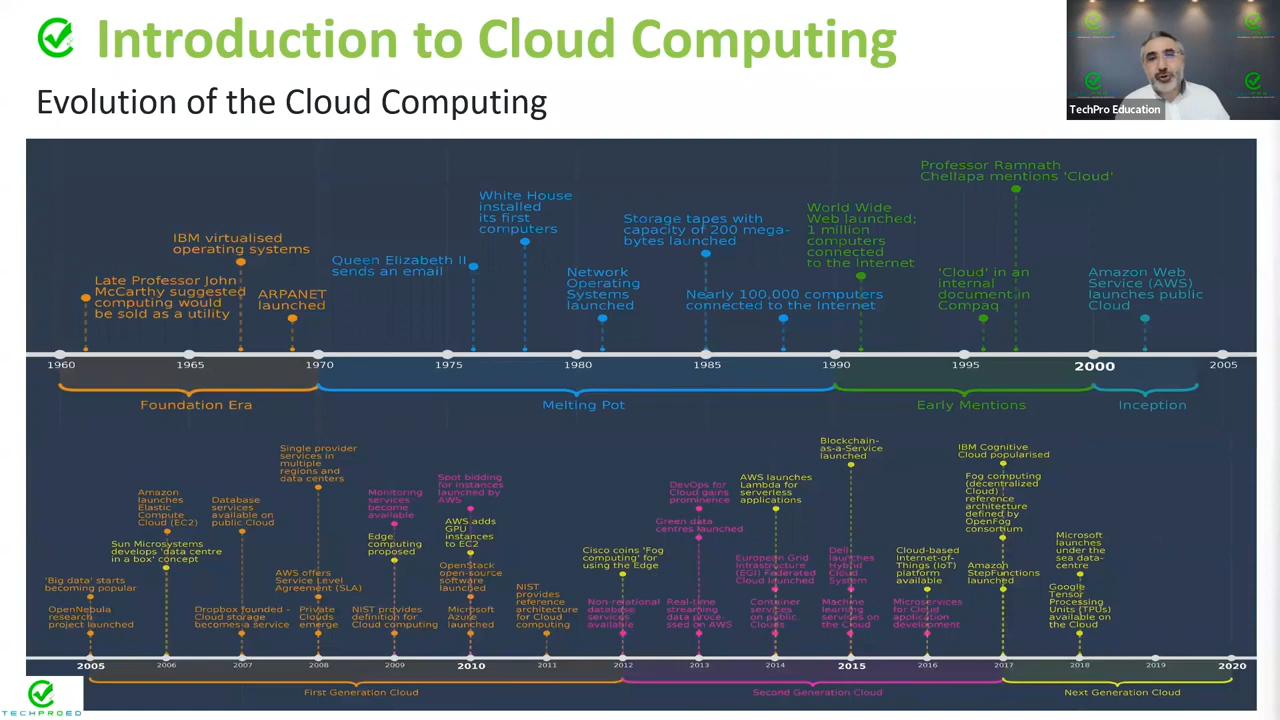 Introduction to Cloud Computing
Evolution of the Cloud Computing
TechPro Education
Professor Ramnath
Chellapa mentions 'Cloud'
White House
installed
its first
computers
World Wide
Web launched;
1 million
computers
connected
to the Internet
Storage tapes with
capacity of 200 mega-
bytes launched
IBM virtualised
operating systems
Queen Elizabeth II
sends an email
Network
Operating
Systems
launched
'Cloud' in an
internal
document in
Compaq
Amazon Web
Service (AWS)
launches public
Cloud
Late Professor John
McCarthy suggested
computing would
be sold as a utility
ARPANET
launched
Nearly 100,000 computers
connected to the Internet
1960 1965 1970 1975 1980 1985 1990 1995 2000 2005
Foundation Era Melting Pot Early Mentions Inception
Single provider
services in
multiple
regions and
data centers
Blockchain-
as-a-Service
launched
IBM Cognitive
Cloud popularised
Spot bidding
for instances
launched by
AWS
AWS launches
Lambda for
serverless
applications
Fog computing
(decentralized
Cloud)
reference
architecture
defined by
OpenFog
consortium
Amazon
launches
Elastic
Compute
Cloud (EC2)
Database
services
available on
public Cloud
Monitoring
services
become
available
DevOps for
Cloud gains
prominence
AWS adds
GPU
instances
to EC2
Green data
centres launched
Sun Microsystems
develops 'data centre
in a box' concept
Edge
computing
proposed
Cisco coins 'Fog
computing' for
using the Edge
European Grid
Infrastructure
(EGI) Federated
Cloud launched
Dell
launches
Hybrid
Cloud
System
Cloud-based
Internet-of-
Things (IoT)
platform
available
Microsoft
launches
under the
sea data-
centre
'Big data' starts
becoming popular
AWS offers
Service Level
Agreement (SLA)
OpenStack
open-source
software
launched
Amazon
StepFunctions
launched
OpenNebula
research
project launched
Dropbox founded -
Cloud storage
becomes a service
Private
Clouds
emerge
NIST provides
definition for
Cloud computing
Microsoft
Azure
launched
NIST
provides
reference
architecture
for Cloud
computing
Non-relational
database
services
available
Real-time
streaming
data proce-
ssed on AWS
Container
services
on public
Clouds
Machine
learning
services on
the Cloud
Microservices
for Cloud
application
development
Google
Tensor
Processing
Units (TPUs)
available on
the Cloud
2005 2006 2007 2008 2009 2010 2011 2012 2013 2014 2015 2016 2017 2018 2019 2020
First Generation Cloud Second Generation Cloud Next Generation Cloud
TECHPROED